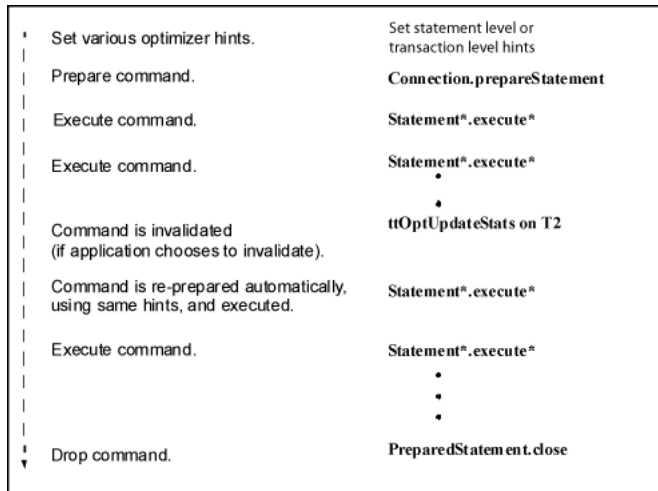 Set various optimizer hints.
Set statement level or
transaction level hints
Prepare command.
Connection.prepareStatement
Execute command.
Statement*.execute*
Execute command.
Statement*.execute*
Command is invalidated
(if application chooses to invalidate).
ttOptUpdateStats on T2
Command is re-prepared automatically,
using same hints, and executed.
Statement*.execute*
Execute command.
Statement*.execute*
Drop command.
PreparedStatement.close